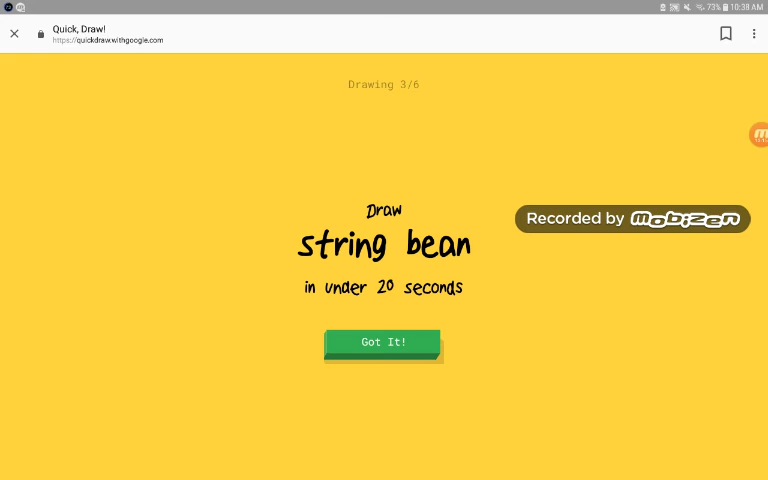 73% 10:38 AM
Quick, Draw!
https://quickdraw.withgoogle.com
Drawing 3/6
Draw
string bean
in under 20 seconds
Recorded by mobizen
Got It!